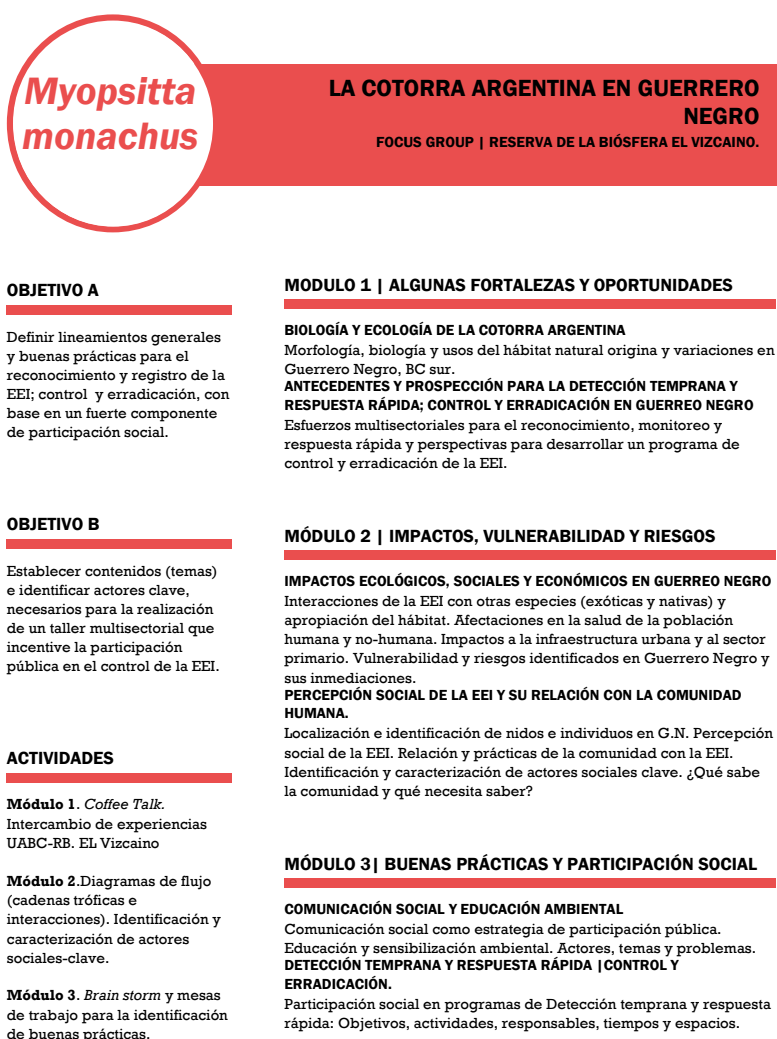 Myopsitta
monachus
LA COTORRA ARGENTINA EN GUERRERO
NEGRO
FOCUS GROUP | RESERVA DE LA BIÓSFERA EL VIZCAINO.
OBJETIVO A
Definir lineamientos generales
y buenas prácticas para el
reconocimiento y registro de la
EEI; control y erradicación, con
base en un fuerte componente
de participación social.
OBJETIVO B
Establecer contenidos (temas)
e identificar actores clave,
necesarios para la realización
de un taller multisectorial que
incentive la participación
pública en el control de la EEI.
ACTIVIDADES
Módulo 1. Coffee Talk.
Intercambio de experiencias
UABC-RB. EL Vizcaino
Módulo 2.Diagramas de flujo
(cadenas tróficas e
interacciones). Identificación y
caracterización de actores
sociales-clave.
Módulo 3. Brain storm y mesas
de trabajo para la identificación
de buenas prácticas.
MODULO 1 | ALGUNAS FORTALEZAS Y OPORTUNIDADES
BIOLOGÍA Y ECOLOGÍA DE LA COTORRA ARGENTINA
Morfología, biología y usos del hábitat natural origina y variaciones en
Guerrero Negro, BC sur.
ANTECEDENTES Y PROSPECCIÓN PARA LA DETECCIÓN TEMPRANA Y
RESPUESTA RÁPIDA; CONTROL Y ERRADICACIÓN EN GUERREO NEGRO
Esfuerzos multisectoriales para el reconocimiento, monitoreo y
respuesta rápida y perspectivas para desarrollar un programa de
control y erradicación de la EEI.
MÓDULO 2 | IMPACTOS, VULNERABILIDAD Y RIESGOS
IMPACTOS ECOLÓGICOS, SOCIALES Y ECONÓMICOS EN GUERREO NEGRO
Interacciones de la EEI con otras especies (exóticas y nativas) y
apropiación del hábitat. Afectaciones en la salud de la población
humana y no-humana. Impactos a la infraestructura urbana y al sector
primario. Vulnerabilidad y riesgos identificados en Guerrero Negro y
sus inmediaciones.
PERCEPCIÓN SOCIAL DE LA EEI Y SU RELACIÓN CON LA COMUNIDAD
HUMANA.
Localización e identificación de nidos e individuos en G.N. Percepción
social de la EEI. Relación y prácticas de la comunidad con la EEI.
Identificación y caracterización de actores sociales clave. ¿Qué sabe
la comunidad y qué necesita saber?
MÓDULO 3| BUENAS PRÁCTICAS Y PARTICIPACIÓN SOCIAL
COMUNICACIÓN SOCIAL Y EDUCACIÓN AMBIENTAL
Comunicación social como estrategia de participación pública.
Educación y sensibilización ambiental. Actores, temas y problemas.
DETECCIÓN TEMPRANA Y RESPUESTA RÁPIDA |CONTROL Y
ERRADICACIÓN.
Participación social en programas de Detección temprana y respuesta
rápida: Objetivos, actividades, responsables, tiempos y espacios.